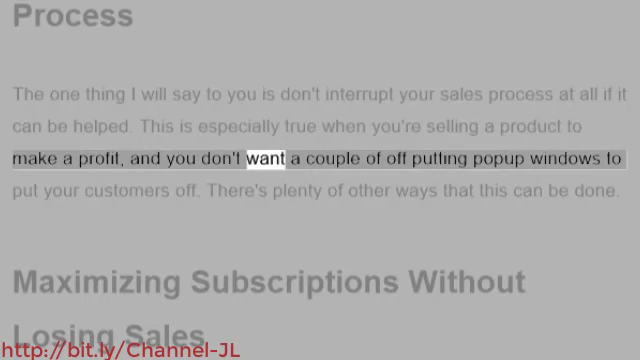 Process
The one thing I will say to you is don't interrupt your sales process at all if it
can be helped. This is especially true when you're selling a product to
make a profit, and you don't want a couple of off putting popup windows to
put your customers off. There's plenty of other ways that this can be done.
Maximizing Subscriptions Without
Losing Sales
http://bit.ly/Channel-JL